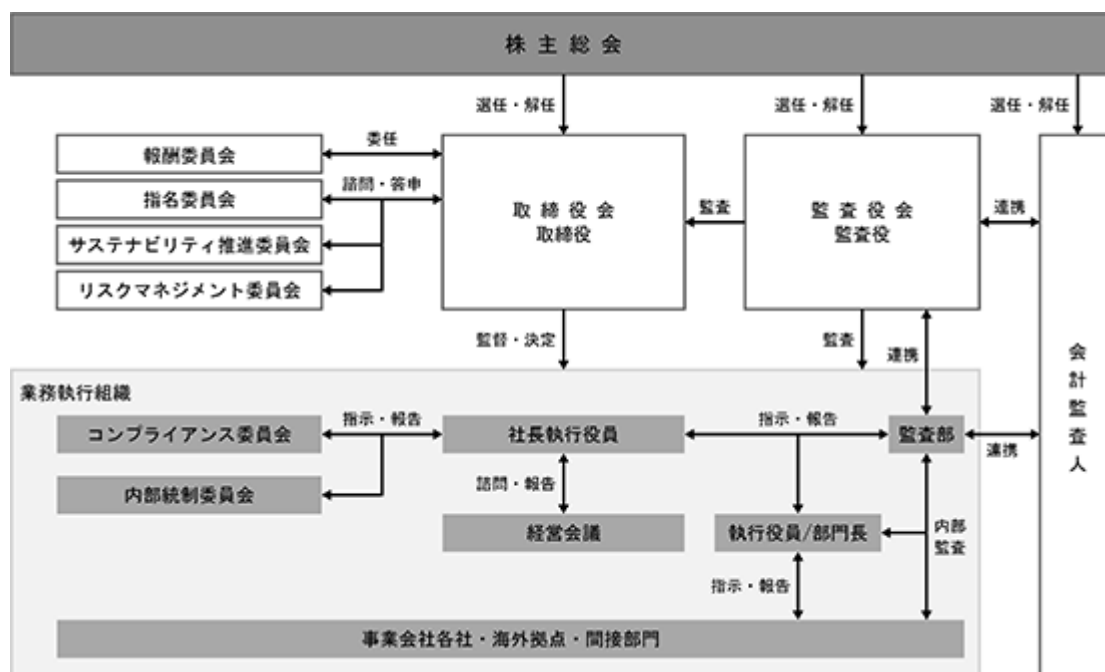 株主総会
選任・解任
選任・解任
選任・解任
報酬委員会
委任
指名委員会
諮問・答申
サステナビリティ推進委員会
リスクマネジメント委員会
取締役会
取締役
監査
監査役会
監査役
連携
会計監査人
監督・決定
監査
連携
業務執行組織
コンプライアンス委員会
指示・報告
社長執行役員
指示・報告
監査部
連携
内部統制委員会
諮問・報告
経営会議
執行役員/部門長
内部
監査
指示・報告
事業会社各社・海外拠点・間接部門